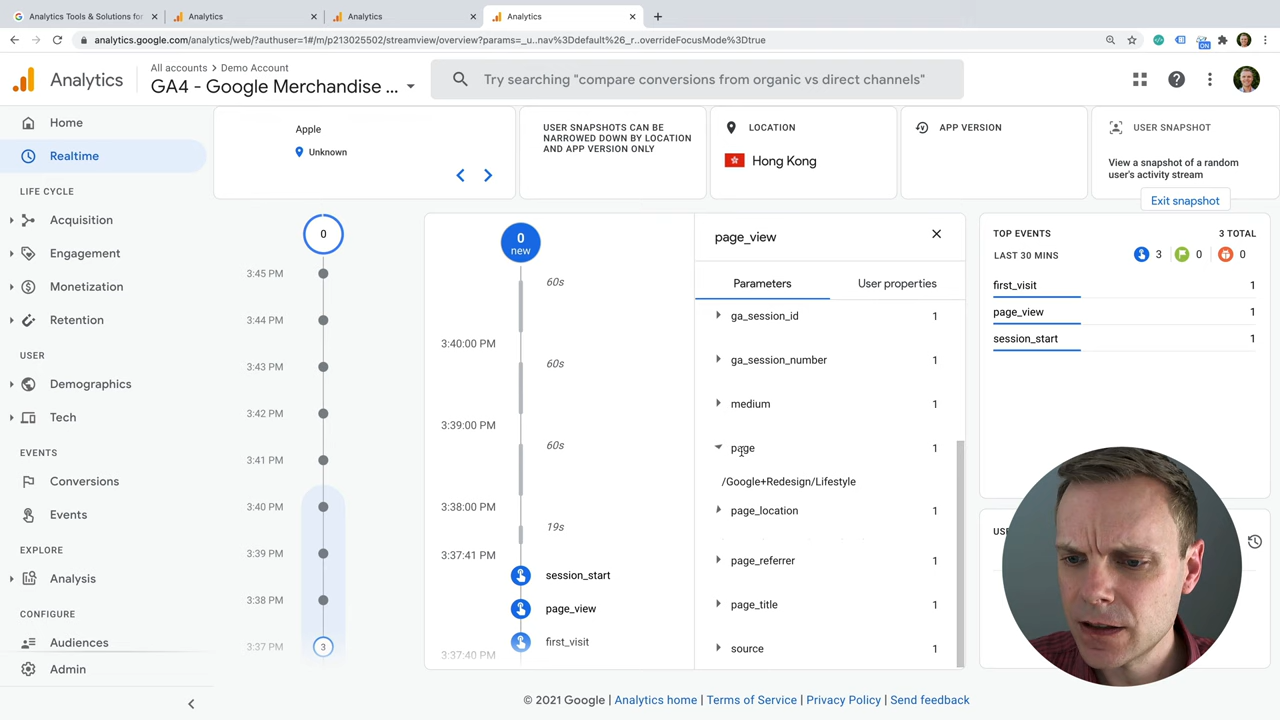 Analytics Tools & Solutions for
Analytics
Analytics
Analytics
analytics.google.com/analytics/web/?authuser=1#/m/p213025502/streamview/overview?params=_u..nav%3Ddefault%26_r..overrideFocusMode%3Dtrue
ON
Analytics
All accounts > Demo Account
GA4 - Google Merchandise ...
Try searching "compare conversions from organic vs direct channels"
Home
Realtime
LIFE CYCLE
Acquisition
Engagement
Monetization
Retention
USER
Demographics
Tech
EVENTS
Conversions
Events
EXPLORE
Analysis
CONFIGURE
Audiences
Admin
Apple
Unknown
USER SNAPSHOTS CAN BE
NARROWED DOWN BY LOCATION
AND APP VERSION ONLY
LOCATION
Hong Kong
APP VERSION
USER SNAPSHOT
View a snapshot of a random
user's activity stream
Exit snapshot
0
3:45 PM
3:44 PM
3:43 PM
3:42 PM
3:41 PM
3:40 PM
3:39 PM
3:38 PM
3:37 PM
3
0
new
60s
3:40:00 PM
60s
3:39:00 PM
60s
3:38:00 PM
19s
3:37:41 PM
session_start
page_view
first_visit
3:37:40 PM
page_view
Parameters
User properties
ga_session_id 1
ga_session_number 1
medium 1
page 1
/Google+Redesign/Lifestyle
page_location 1
page_referrer 1
page_title 1
source 1
TOP EVENTS
3 TOTAL
LAST 30 MINS
3
0
0
first_visit 1
page_view 1
session_start 1
© 2021 Google | Analytics home | Terms of Service | Privacy Policy | Send feedback